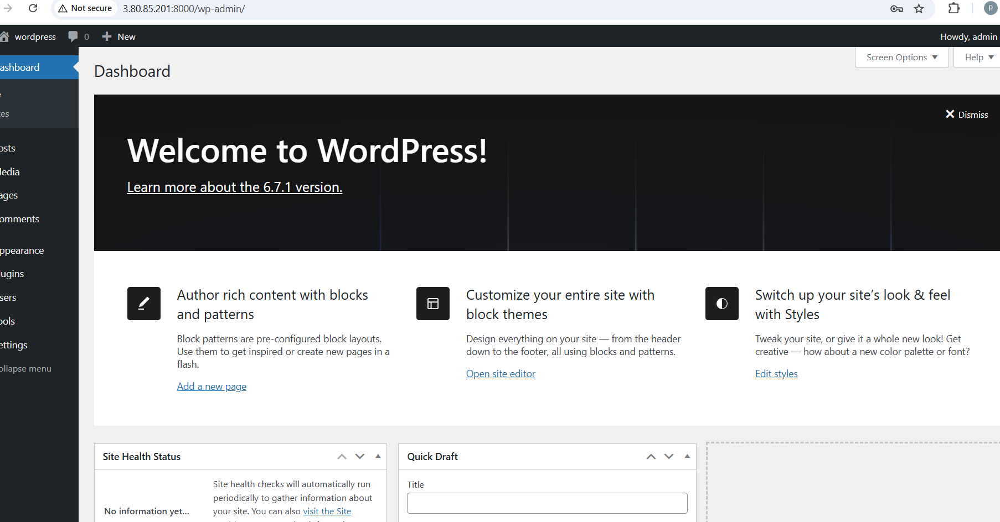 Not secure 3.80.85.201:8000/wp-admin/
P
wordpress 0 New
Howdy, admin
ashboard
es
osts
ledia
ages
omments
ppearance
lugins
sers
ools
ettings
ollapse menu
Dashboard
Screen Options ▼
Help ▼
Dismiss
Welcome to WordPress!
Learn more about the 6.7.1 version.
Author rich content with blocks
and patterns
Block patterns are pre-configured block layouts.
Use them to get inspired or create new pages in a
flash.
Add a new page
Customize your entire site with
block themes
Design everything on your site — from the header
down to the footer, all using blocks and patterns.
Open site editor
Switch up your site’s look & feel
with Styles
Tweak your site, or give it a whole new look! Get
creative — how about a new color palette or font?
Edit styles
Site Health Status
No information yet...
Site health checks will automatically run
periodically to gather information about
your site. You can also visit the Site
Quick Draft
Title